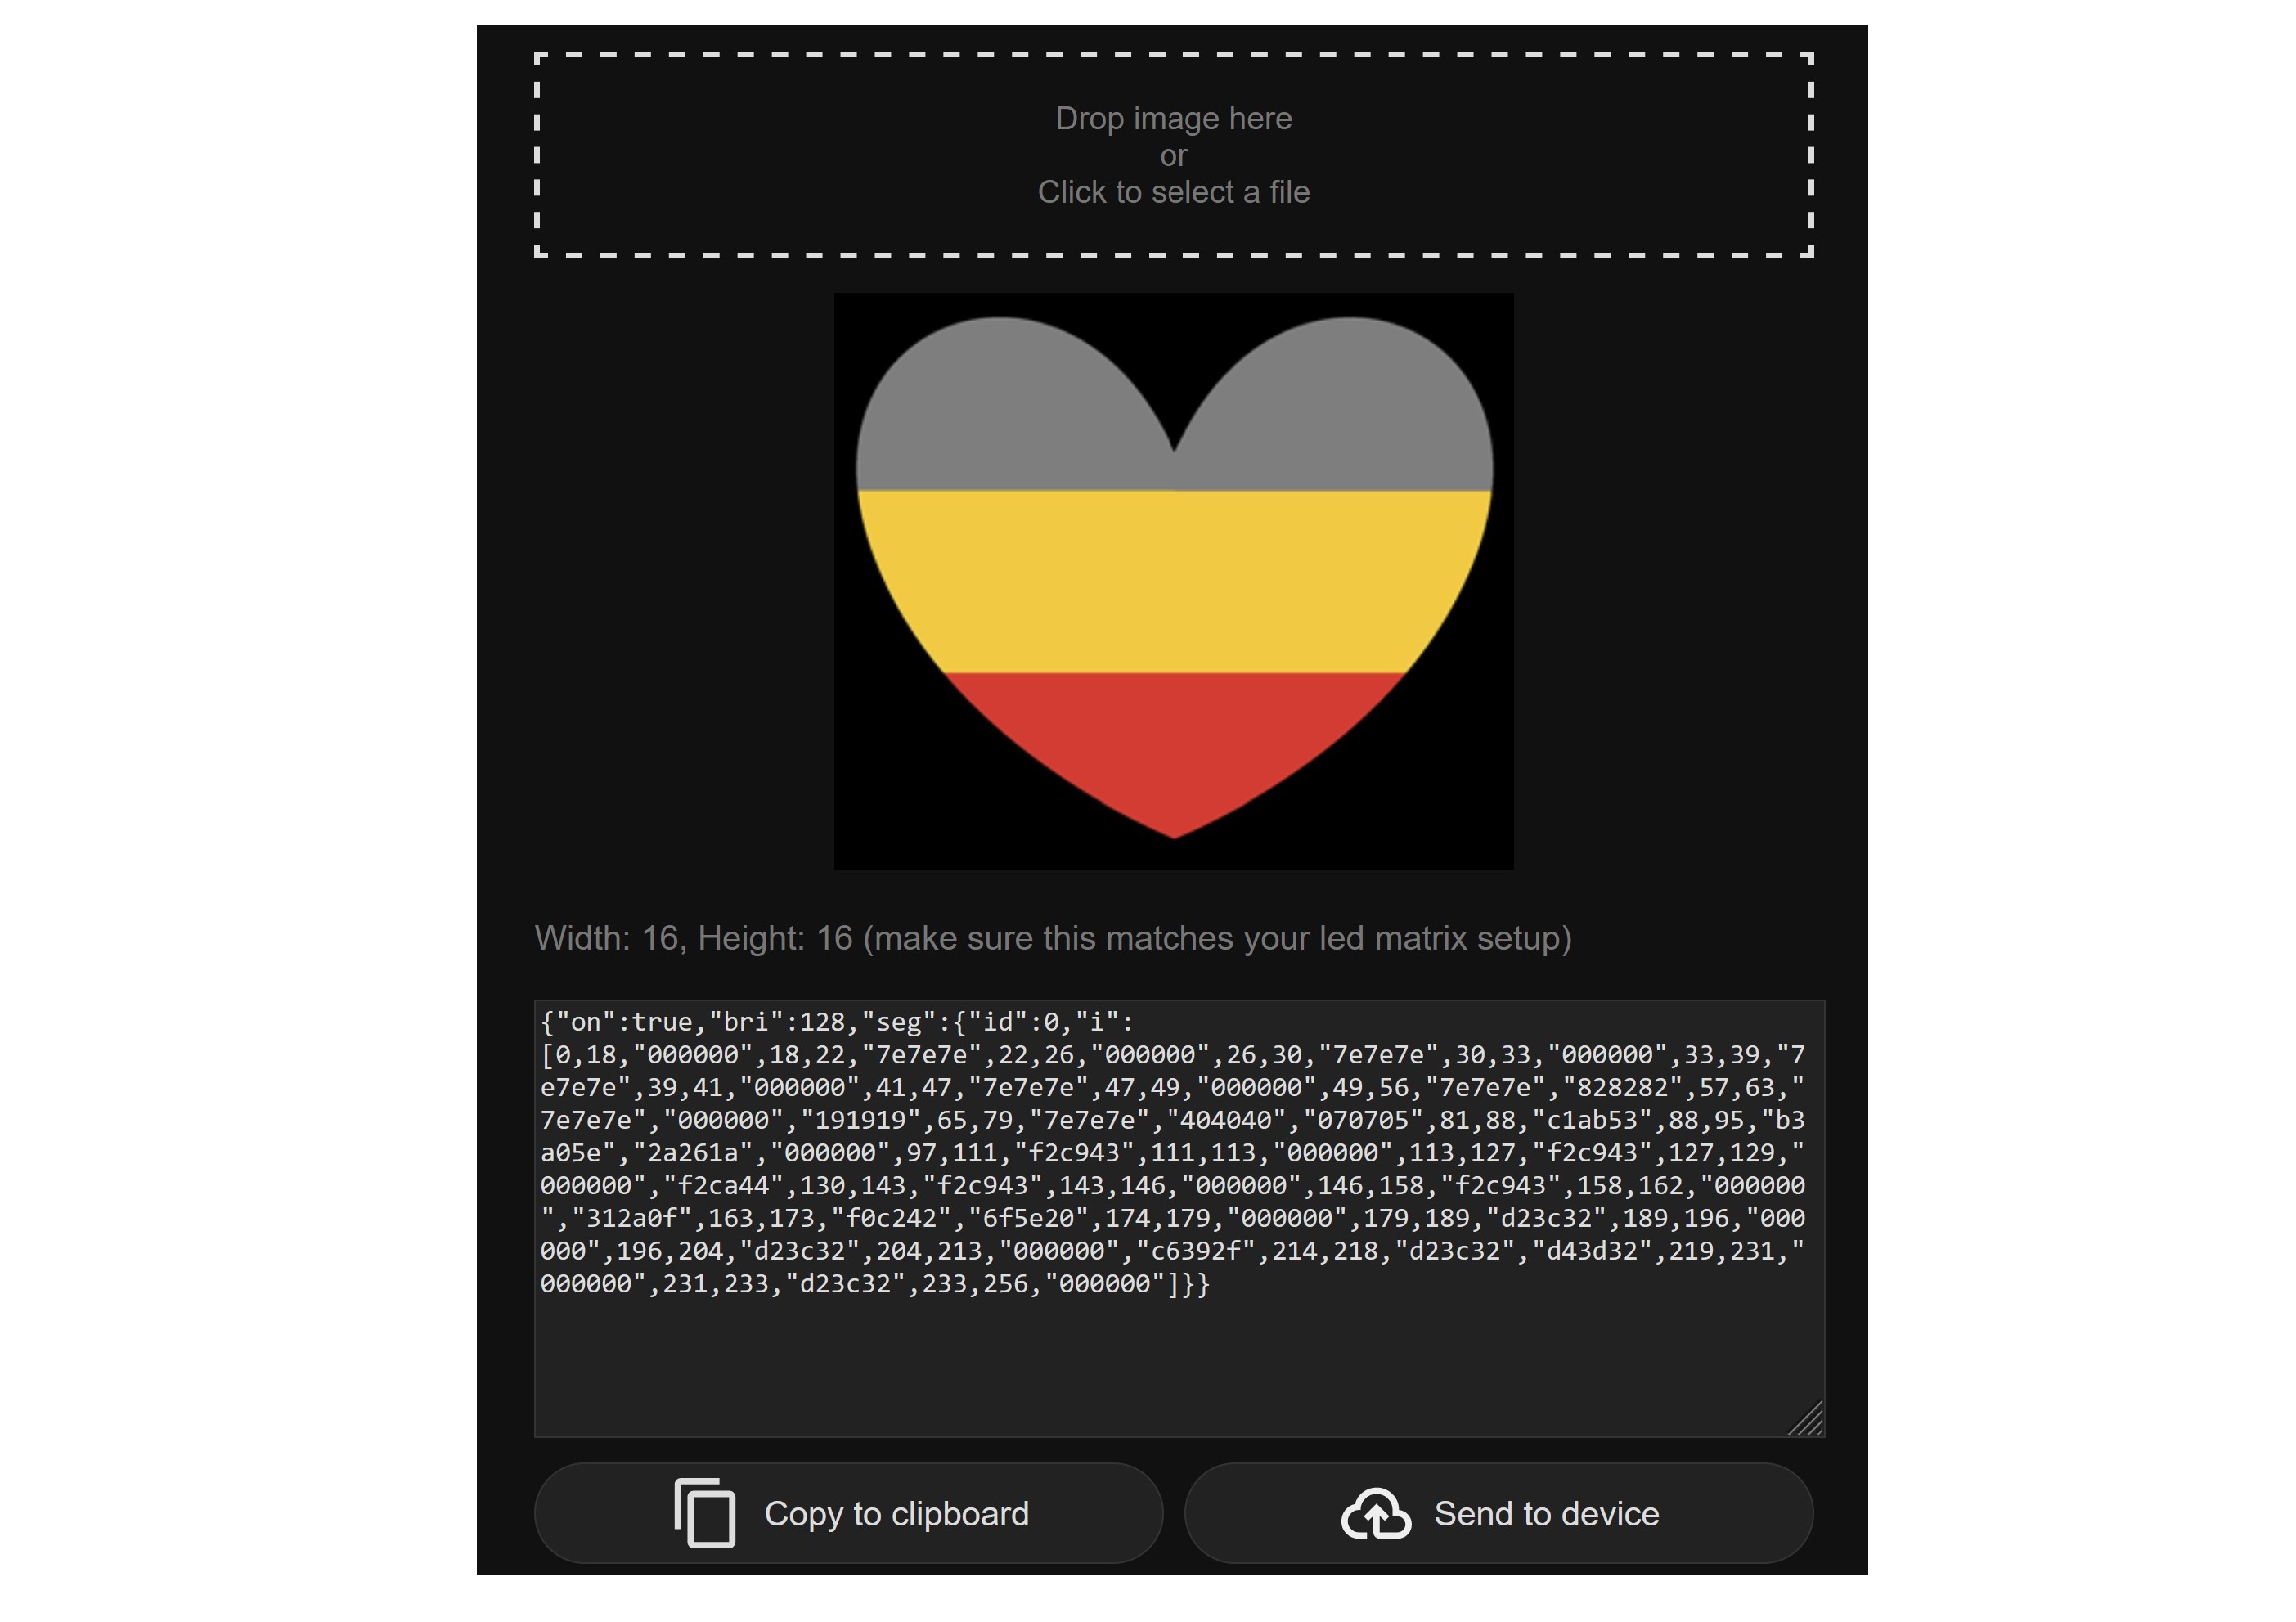 Drop image here
or
Click to select a file
Width: 16, Height: 16 (make sure this matches your led matrix setup)
{"on":true,"bri":128,"seg":{"id":0,"i":
[0,18,"000000",18,22,"7e7e7e",22,26,"000000",26,30,"7e7e7e",30,33,"000000",33,39,"7
e7e7e",39,41,"000000",41,47,"7e7e7e",47,49,"000000",49,56,"7e7e7e","828282",57,63,"
7e7e7e","000000","191919",65,79,"7e7e7e","404040","070705",81,88,"c1ab53",88,95,"b3
a05e","2a261a","000000",97,111,"f2c943",111,113,"000000",113,127,"f2c943",127,129,"
000000","f2ca44",130,143,"f2c943",143,146,"000000",146,158,"f2c943",158,162,"000000
","312a0f",163,173,"f0c242","6f5e20",174,179,"000000",179,189,"d23c32",189,196,"000
000",196,204,"d23c32",204,213,"000000","c6392f",214,218,"d23c32","d43d32",219,231,"
000000",231,233,"d23c32",233,256,"000000"]}}
Copy to clipboard
Send to device